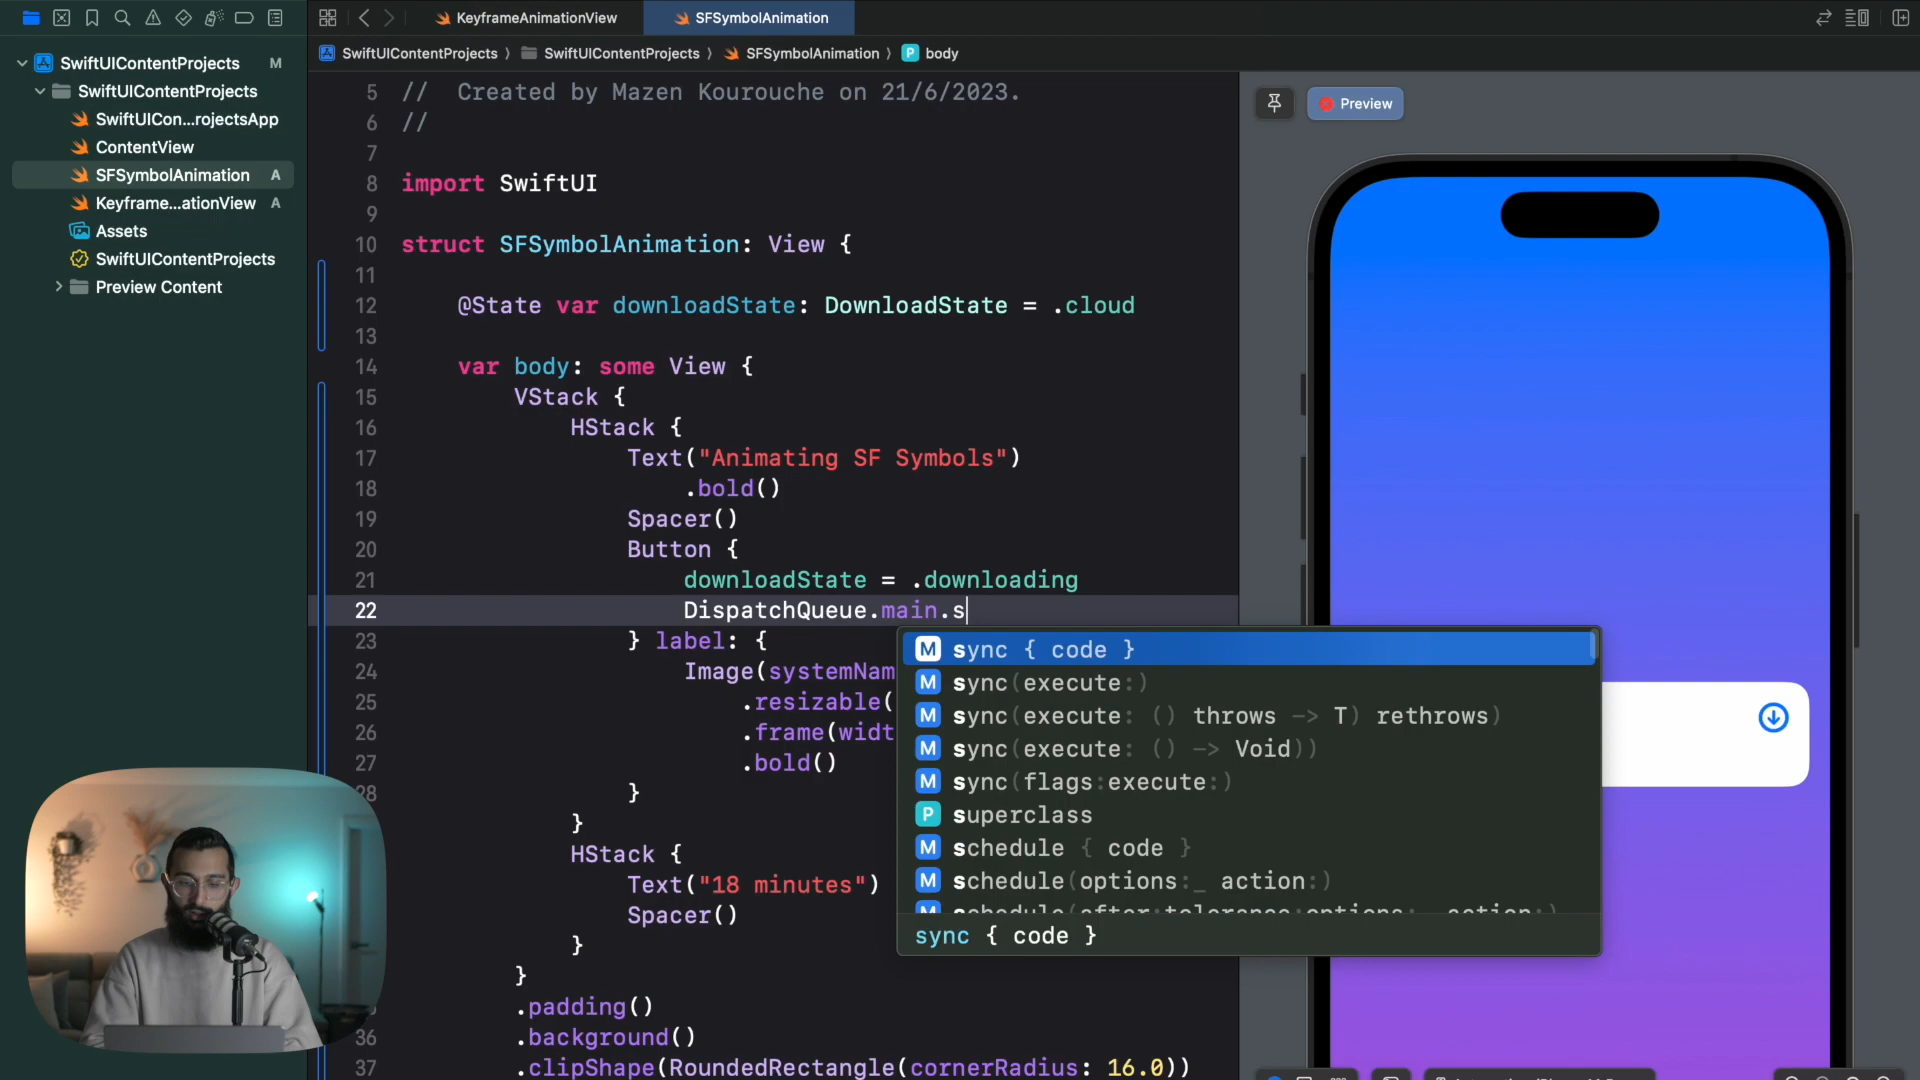 KeyframeAnimationView
SFSymbolAnimation
SwiftUIContentProjects 〉 SwiftUIContentProjects 〉 SFSymbolAnimation 〉 P body
SwiftUIContentProjects M
SwiftUIContentProjects
SwiftUICon...rojectsApp
ContentView
SFSymbolAnimation A
Keyframe...ationView A
Assets
SwiftUIContentProjects
Preview Content
5 //  Created by Mazen Kourouche on 21/6/2023.
6 //
7
8 import SwiftUI
9
10 struct SFSymbolAnimation: View {
11
12 @State var downloadState: DownloadState = .cloud
13
14 var body: some View {
15 VStack {
16 HStack {
17 Text("Animating SF Symbols")
18 .bold()
19 Spacer()
20 Button {
21 downloadState = .downloading
22 DispatchQueue.main.s
23 } label: {
24 Image(systemNam
25 .resizable(
26 .frame(widt
27 .bold()
28 }
}
HStack {
Text("18 minutes")
Spacer()
}
}
.padding()
36 .background()
37 .clipShape(RoundedRectangle(cornerRadius: 16.0))
M sync { code }
M sync(execute:)
M sync(execute: () throws -> T) rethrows)
M sync(execute: () -> Void))
M sync(flags:execute:)
P superclass
M schedule { code }
M schedule(options:_ action:)
M schedule(after:tolerance:options:_ action:)
sync { code }
Preview